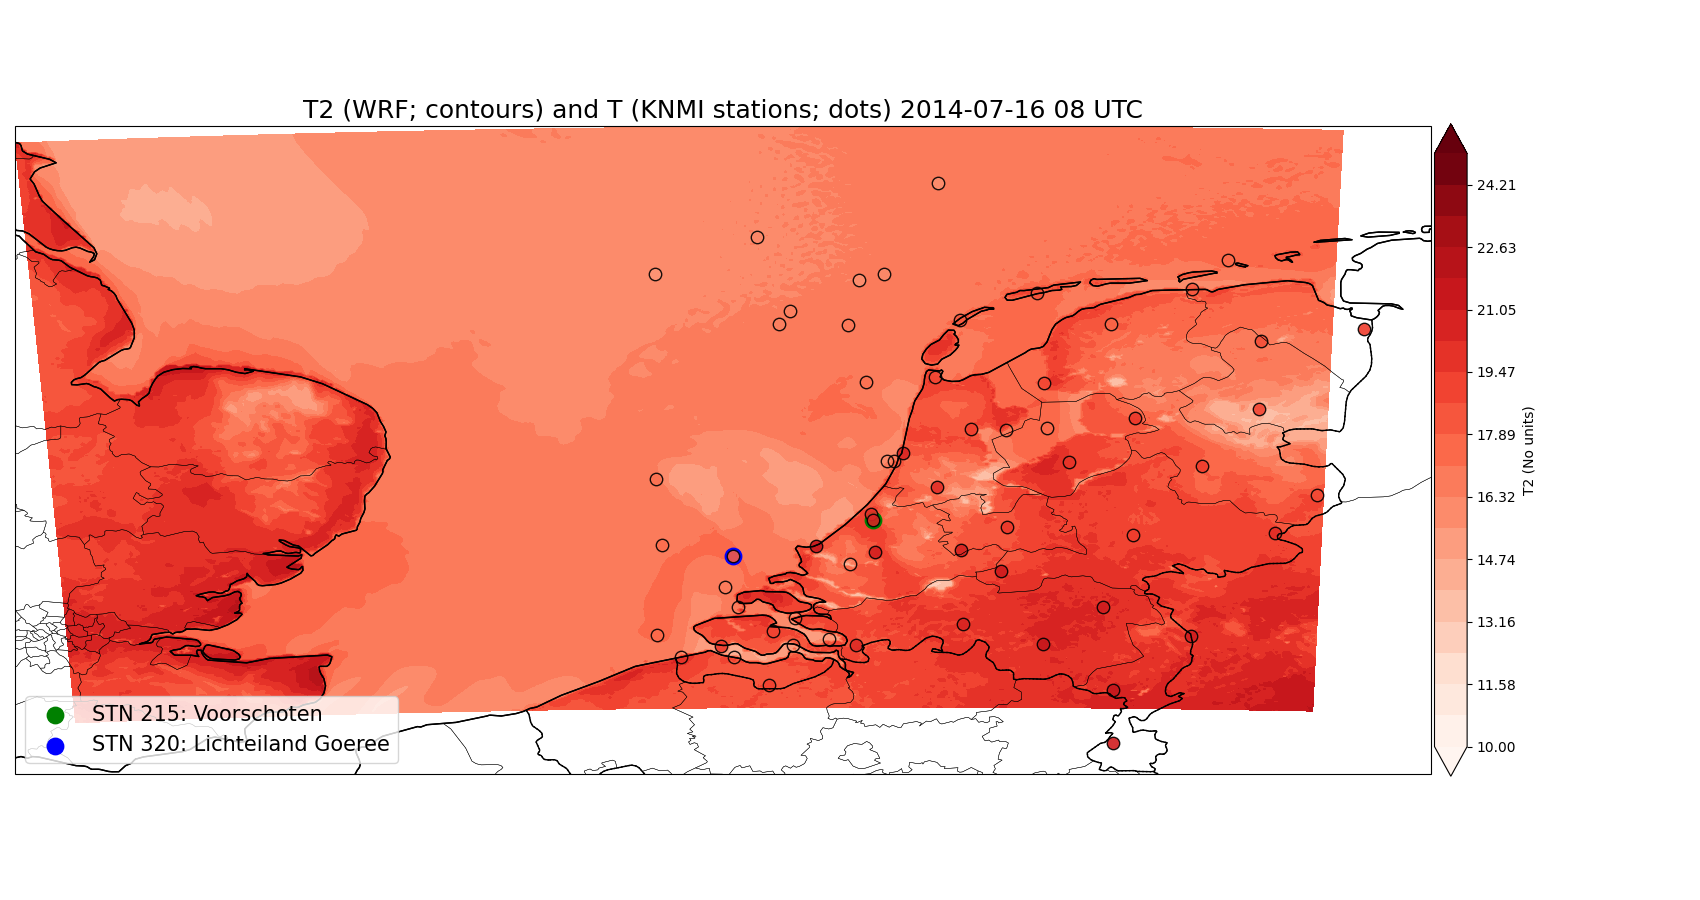 T2 (WRF; contours) and T (KNMI stations; dots) 2014-07-16 08 UTC
24.21
22.63
21.05
19.47
17.89
16.32
14.74
13.16
11.58
10.00
T2 (No units)
STN 215: Voorschoten
STN 320: Lichteiland Goeree